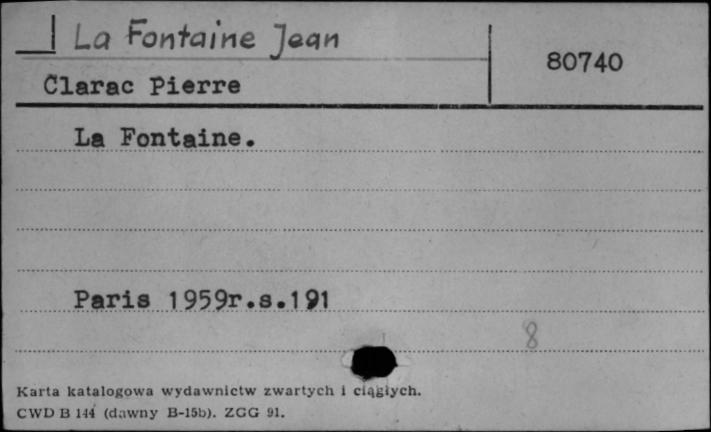 La Fontaine Jean
80740
Clarac Pierre
La Fontaine.
Paris 1959r.s.191
8
Karta katalogowa wydawnictw zwartych i ciągłych.
CWD B 144 (dawny B-15b). ZGG 91.